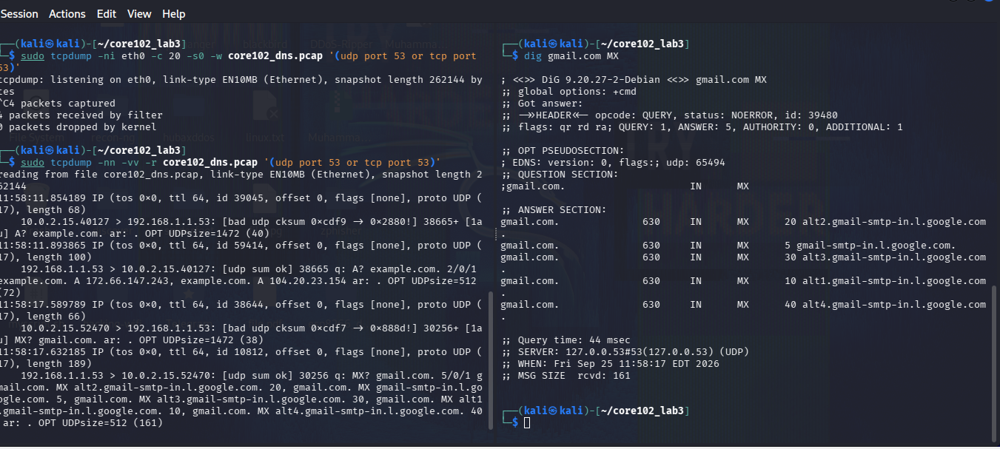 Session Actions Edit View Help
┌──(kali㉿kali)-[~/core102_lab3]
└─$ sudo tcpdump -ni eth0 -c 20 -s0 -w core102_dns.pcap '(udp port 53 or tcp port
53)'
tcpdump: listening on eth0, link-type EN10MB (Ethernet), snapshot length 262144 by
tes
^C4 packets captured
4 packets received by filter
0 packets dropped by kernel
┌──(kali㉿kali)-[~/core102_lab3]
└─$ sudo tcpdump -nn -vv -r core102_dns.pcap '(udp port 53 or tcp port 53)'
reading from file core102_dns.pcap, link-type EN10MB (Ethernet), snapshot length 2
62144
11:58:11.854189 IP (tos 0×0, ttl 64, id 39045, offset 0, flags [none], proto UDP (
17), length 68)
10.0.2.15.40127 > 192.168.1.1.53: [bad udp cksum 0×cdf9 → 0×2880!] 38665+ [1a
u] A? example.com. ar: . OPT UDPsize=1472 (40)
11:58:11.893865 IP (tos 0×0, ttl 64, id 59414, offset 0, flags [none], proto UDP (
17), length 100)
192.168.1.1.53 > 10.0.2.15.40127: [udp sum ok] 38665 q: A? example.com. 2/0/1
example.com. A 172.66.147.243, example.com. A 104.20.23.154 ar: . OPT UDPsize=512
(72)
11:58:17.589789 IP (tos 0×0, ttl 64, id 38644, offset 0, flags [none], proto UDP (
17), length 66)
10.0.2.15.52470 > 192.168.1.1.53: [bad udp cksum 0×cdf7 → 0×888d!] 30256+ [1a
u] MX? gmail.com. ar: . OPT UDPsize=1472 (38)
11:58:17.632185 IP (tos 0×0, ttl 64, id 10812, offset 0, flags [none], proto UDP (
17), length 189)
192.168.1.1.53 > 10.0.2.15.52470: [udp sum ok] 30256 q: MX? gmail.com. 5/0/1 g
mail.com. MX alt2.gmail-smtp-in.l.google.com. 20, gmail.com. MX gmail-smtp-in.l.go
ogle.com. 5, gmail.com. MX alt3.gmail-smtp-in.l.google.com. 30, gmail.com. MX alt1
.gmail-smtp-in.l.google.com. 10, gmail.com. MX alt4.gmail-smtp-in.l.google.com. 40
ar: . OPT UDPsize=512 (161)
┌──(kali㉿kali)-[~/core102_lab3]
└─$ dig gmail.com MX
; <<>> DiG 9.20.27-2-Debian <<>> gmail.com MX
;; global options: +cmd
;; Got answer:
;; ->>HEADER<<- opcode: QUERY, status: NOERROR, id: 39480
;; flags: qr rd ra; QUERY: 1, ANSWER: 5, AUTHORITY: 0, ADDITIONAL: 1
;; OPT PSEUDOSECTION:
; EDNS: version: 0, flags:; udp: 65494
;; QUESTION SECTION:
;gmail.com. IN MX
;; ANSWER SECTION:
gmail.com. 630 IN MX 20 alt2.gmail-smtp-in.l.google.com
.
gmail.com. 630 IN MX 5 gmail-smtp-in.l.google.com.
gmail.com. 630 IN MX 30 alt3.gmail-smtp-in.l.google.com
.
gmail.com. 630 IN MX 10 alt1.gmail-smtp-in.l.google.com
.
gmail.com. 630 IN MX 40 alt4.gmail-smtp-in.l.google.com
.
;; Query time: 44 msec
;; SERVER: 127.0.0.53#53(127.0.0.53) (UDP)
;; WHEN: Fri Sep 25 11:58:17 EDT 2026
;; MSG SIZE rcvd: 161
┌──(kali㉿kali)-[~/core102_lab3]
└─$